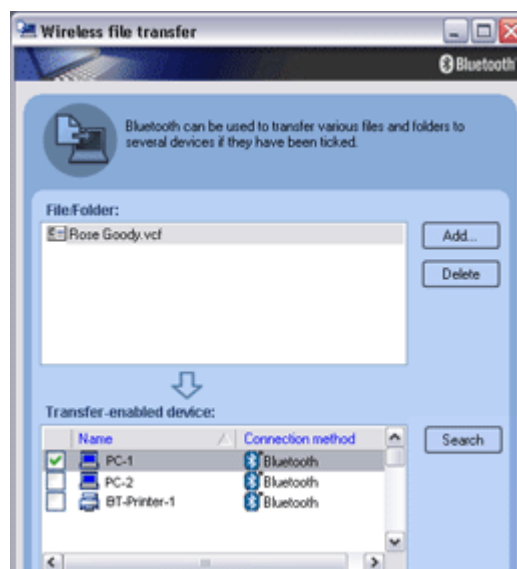 Wireless file transfer
Bluetooth
Bluetooth can be used to transfer various files and folders to
several devices if they have been ticked.
File/Folder:
Rose Goody.vcf
Add...
Delete
Transfer-enabled device:
Name Connection method
Search
PC-1 Bluetooth
PC-2 Bluetooth
BT-Printer-1 Bluetooth